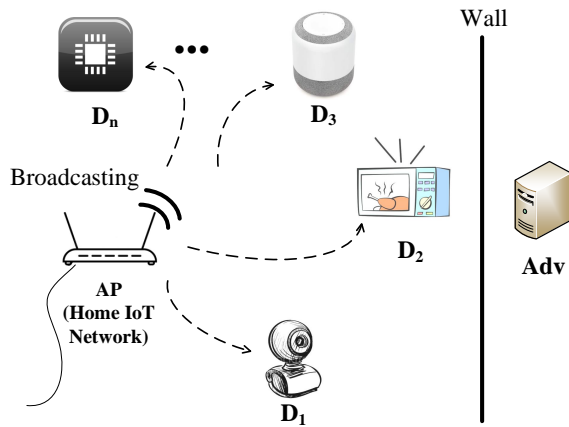 Wall
Dₙ
D₃
Broadcasting
D₂
Adv
AP
(Home IoT
Network)
D₁